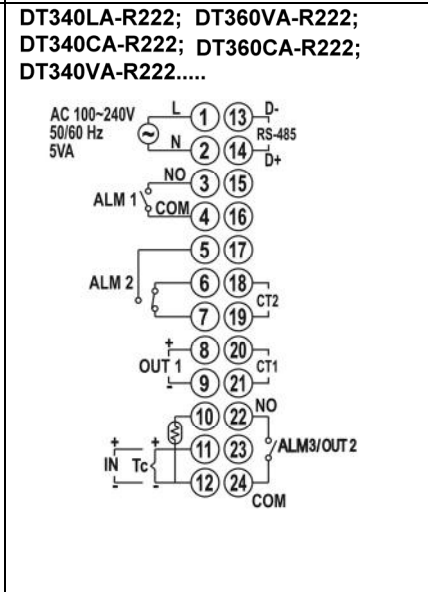 DT340LA-R222; DT360VA-R222;
DT340CA-R222; DT360CA-R222;
DT340VA-R222.....
AC 100~240V
50/60 Hz
5VA
L
N
1 13 D-
RS-485
2 14 D+
ALM 1
NO 3 15
COM 4 16
5 17
ALM 2
6 18
CT2
7 19
+ 8 20
OUT 1 CT1
- 9 21
10 22 NO
+ + 11 23 ALM3/OUT2
IN Tc
- - 12 24
COM